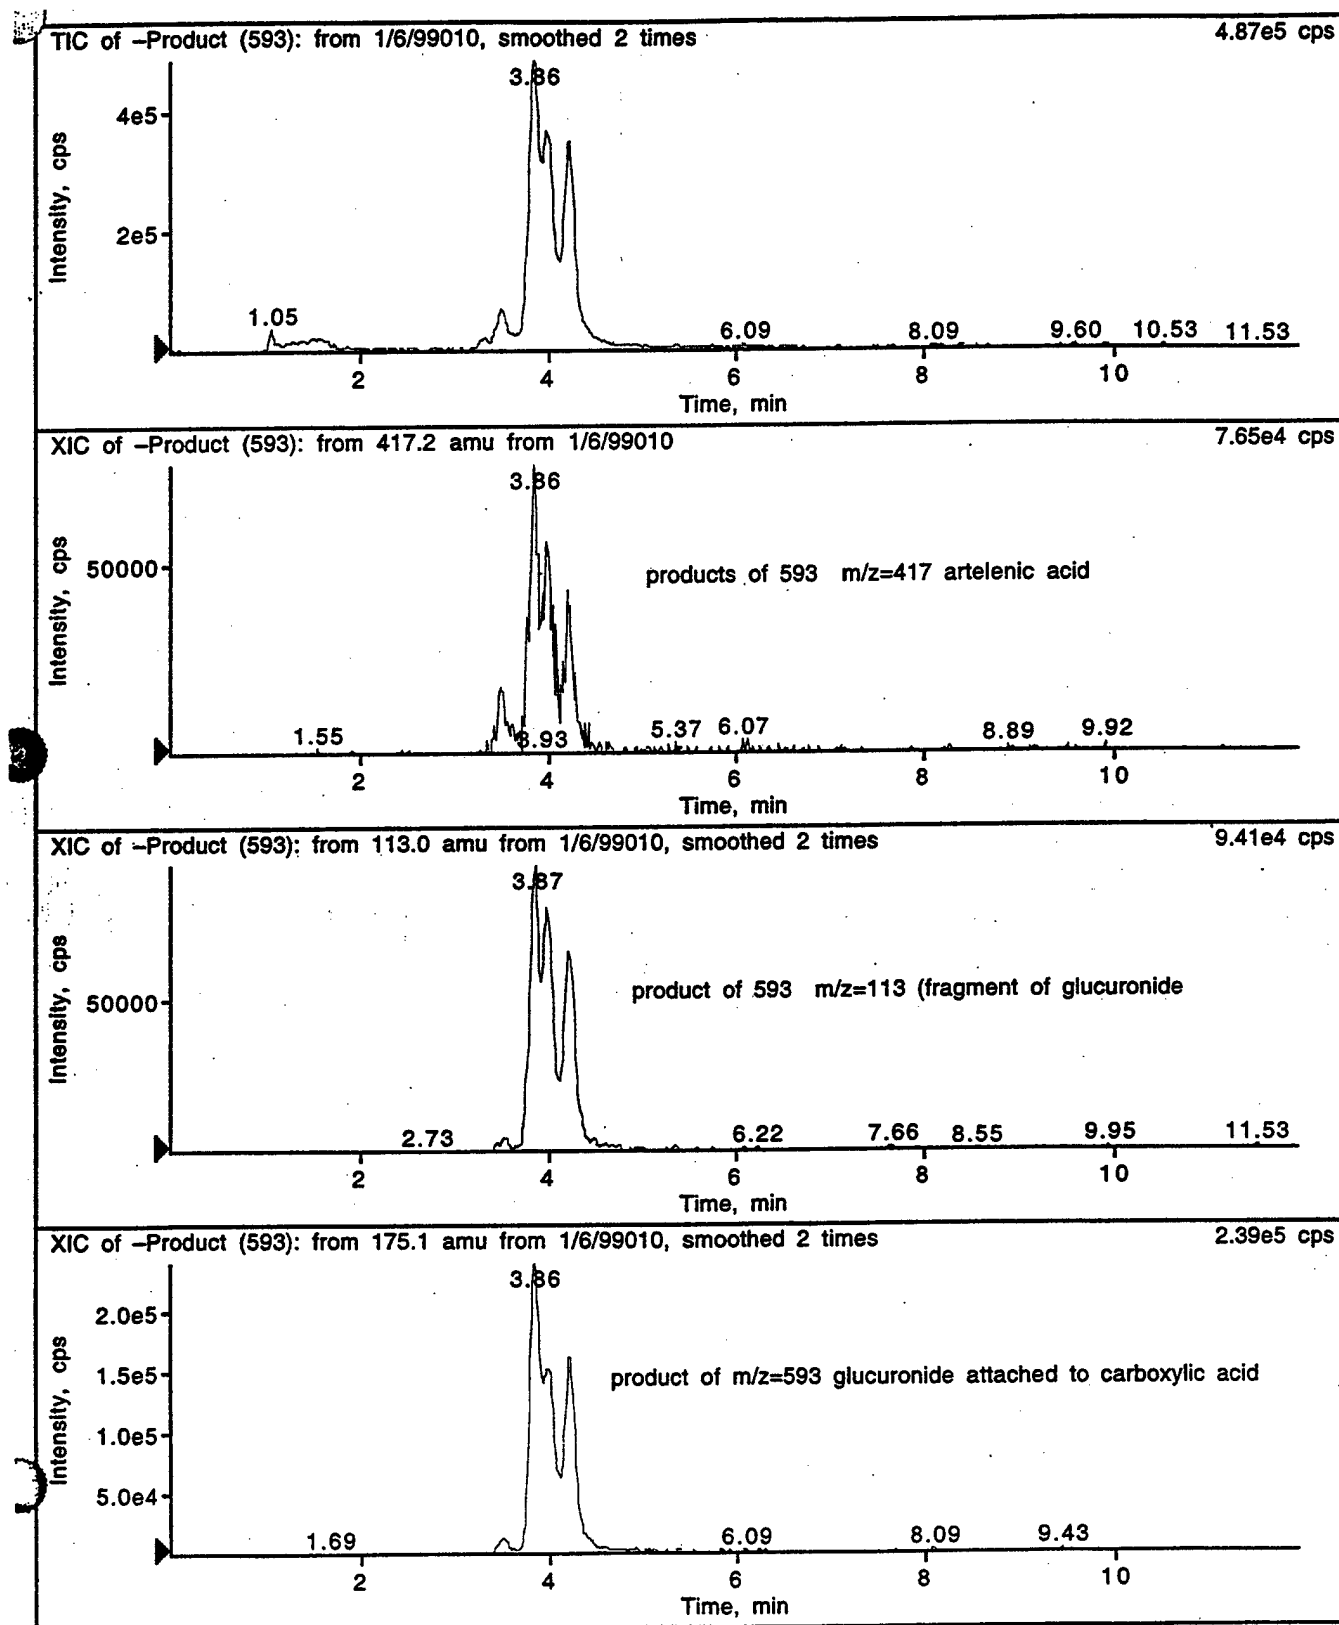 TIC of –Product (593): from 1/6/99010, smoothed 2 times 4.87e5 cps
3.86
4e5
Intensity, cps
2e5
1.05 6.09 8.09 9.60 10.53 11.53
2 4 6 8 10
Time, min
XIC of –Product (593): from 417.2 amu from 1/6/99010 7.65e4 cps
3.86
50000
Intensity, cps
products of 593 m/z=417 artelenic acid
1.55 3.93 5.37 6.07 8.89 9.92
2 4 6 8 10
Time, min
XIC of –Product (593): from 113.0 amu from 1/6/99010, smoothed 2 times 9.41e4 cps
3.87
50000
Intensity, cps
product of 593 m/z=113 (fragment of glucuronide
2.73 6.22 7.66 8.55 9.95 11.53
2 4 6 8 10
Time, min
XIC of –Product (593): from 175.1 amu from 1/6/99010, smoothed 2 times 2.39e5 cps
3.86
2.0e5
Intensity, cps
1.5e5
product of m/z=593 glucuronide attached to carboxylic acid
1.0e5
5.0e4
1.69 6.09 8.09 9.43
2 4 6 8 10
Time, min